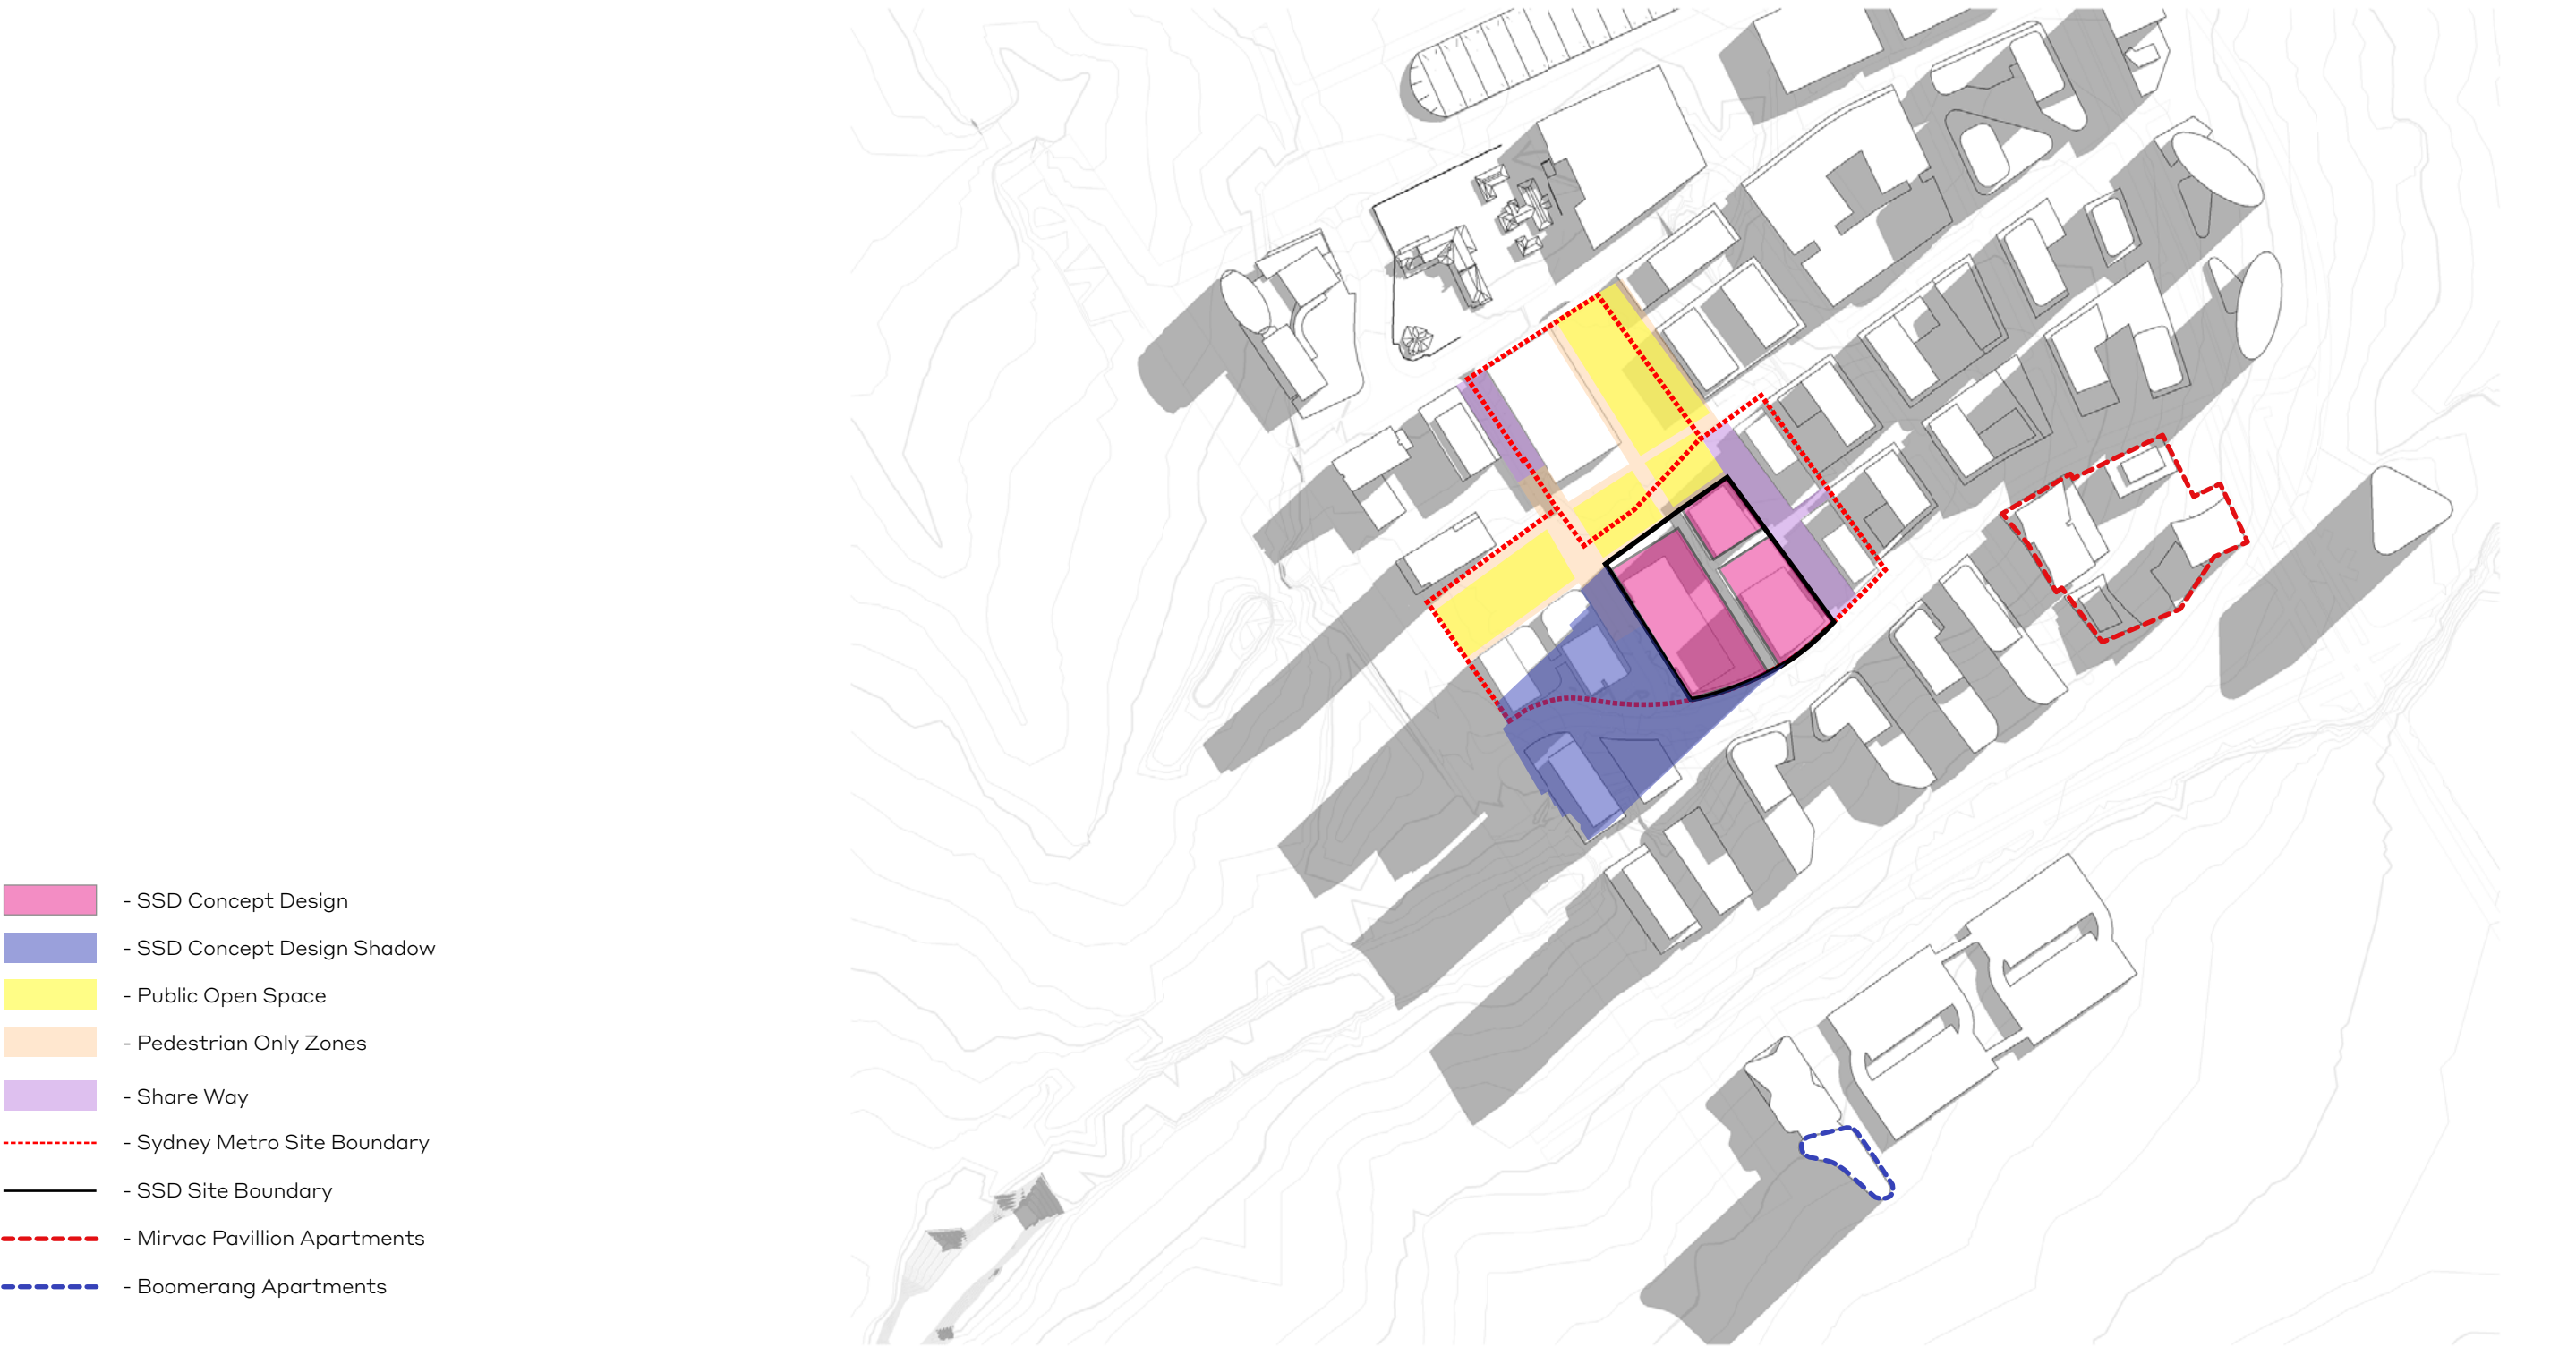 - SSD Concept Design
- SSD Concept Design Shadow
- Public Open Space
- Pedestrian Only Zones
- Share Way
- Sydney Metro Site Boundary
- SSD Site Boundary
- Mirvac Pavillion Apartments
- Boomerang Apartments